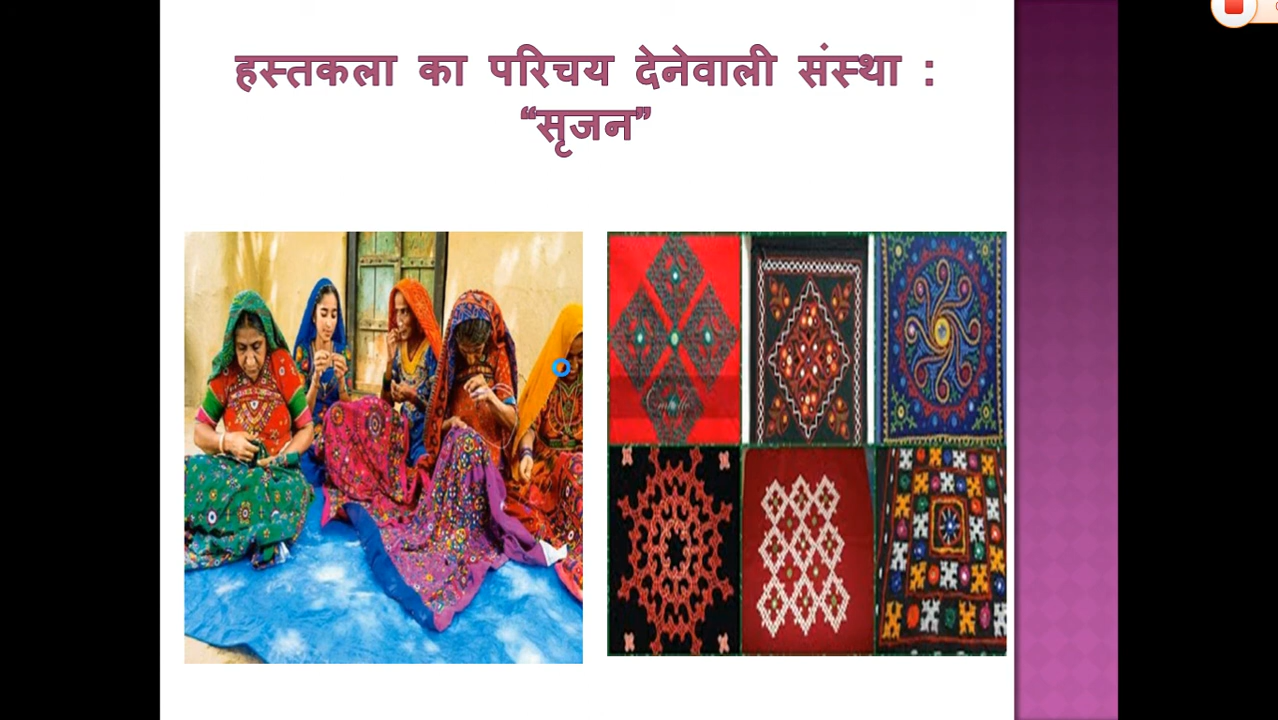 हस्तकला का परिचय देनेवाली संस्था :
“सृजन”